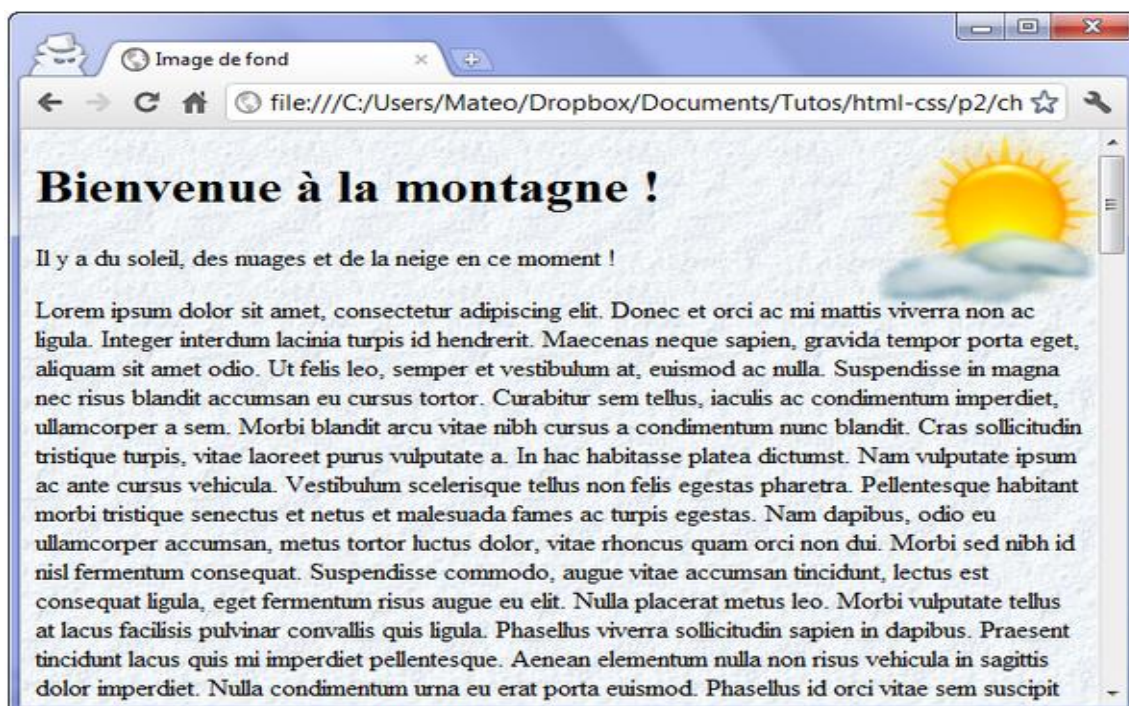 Image de fond
file:///C:/Users/Mateo/Dropbox/Documents/Tutos/html-css/p2/ch
Bienvenue à la montagne !
Il y a du soleil, des nuages et de la neige en ce moment !
Lorem ipsum dolor sit amet, consectetur adipiscing elit. Donec et orci ac mi mattis viverra non ac
ligula. Integer interdum lacinia turpis id hendrerit. Maecenas neque sapien, gravida tempor porta eget,
aliquam sit amet odio. Ut felis leo, semper et vestibulum at, euismod ac nulla. Suspendisse in magna
nec risus blandit accumsan eu cursus tortor. Curabitur sem tellus, iaculis ac condimentum imperdiet,
ullamcorper a sem. Morbi blandit arcu vitae nibh cursus a condimentum nunc blandit. Cras sollicitudin
tristique turpis, vitae laoreet purus vulputate a. In hac habitasse platea dictumst. Nam vulputate ipsum
ac ante cursus vehicula. Vestibulum scelerisque tellus non felis egestas pharetra. Pellentesque habitant
morbi tristique senectus et netus et malesuada fames ac turpis egestas. Nam dapibus, odio eu
ullamcorper accumsan, metus tortor luctus dolor, vitae rhoncus quam orci non dui. Morbi sed nibh id
nisl fermentum consequat. Suspendisse commodo, augue vitae accumsan tincidunt, lectus est
consequat ligula, eget fermentum risus augue eu elit. Nulla placerat metus leo. Morbi vulputate tellus
at lacus facilisis pulvinar convallis quis ligula. Phasellus viverra sollicitudin sapien in dapibus. Praesent
tincidunt lacus quis mi imperdiet pellentesque. Aenean elementum nulla non risus vehicula in sagittis
dolor imperdiet. Nulla condimentum urna eu erat porta euismod. Phasellus id orci vitae sem suscipit